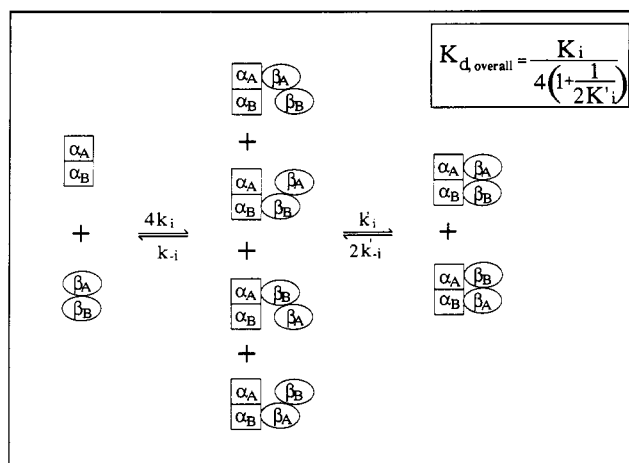 K_d, overall = K_i / 4(1 + 1/2K'_i)
α_A
α_B
+
β_A
β_B
4k_i
k_-i
α_A β_A
α_B β_B
+
α_A β_A
α_B β_B
+
α_A β_B
α_B β_A
+
α_A β_B
α_B β_A
k'_i
2k'_-i
α_A β_A
α_B β_B
+
α_A β_B
α_B β_A